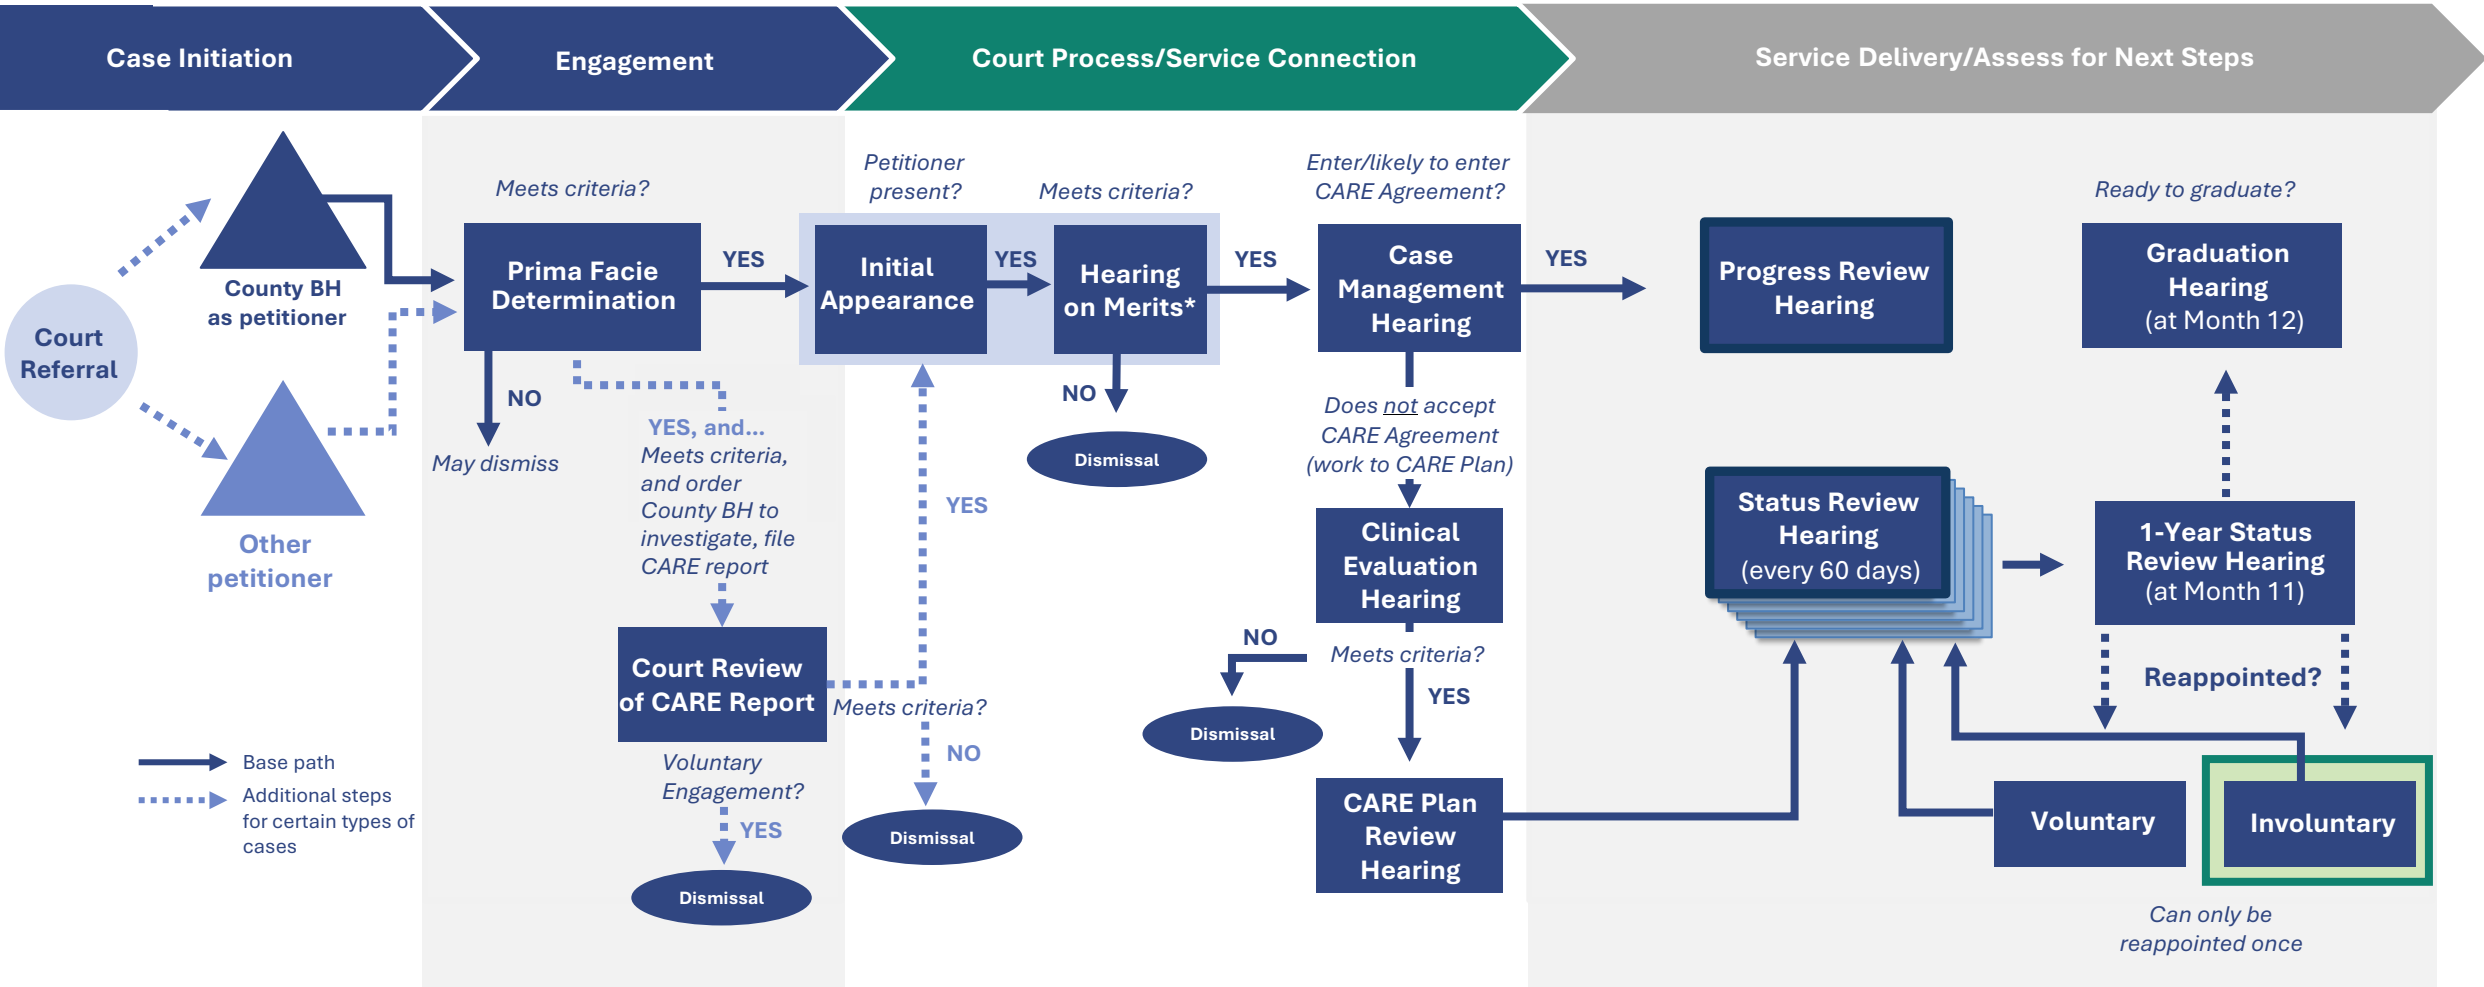 Case Initiation
Engagement
Court Process/Service Connection
Service Delivery/Assess for Next Steps
Court
Referral
County BH
as petitioner
Other
petitioner
Base path
Additional steps
for certain types of
cases
Meets criteria?
Prima Facie
Determination
YES
NO
May dismiss
YES, and...
Meets criteria,
and order
County BH to
investigate, file
CARE report
Court Review
of CARE Report
Meets criteria?
YES
NO
Dismissal
Voluntary
Engagement?
YES
Dismissal
Petitioner
present?
Initial
Appearance
YES
Meets criteria?
Hearing
on Merits*
YES
NO
Dismissal
Enter/likely to enter
CARE Agreement?
Case
Management
Hearing
YES
Does not accept
CARE Agreement
(work to CARE Plan)
Clinical
Evaluation
Hearing
Meets criteria?
NO
Dismissal
YES
CARE Plan
Review
Hearing
Progress Review
Hearing
Status Review
Hearing
(every 60 days)
Ready to graduate?
Graduation
Hearing
(at Month 12)
1-Year Status
Review Hearing
(at Month 11)
Reappointed?
Voluntary
Involuntary
Can only be
reappointed once